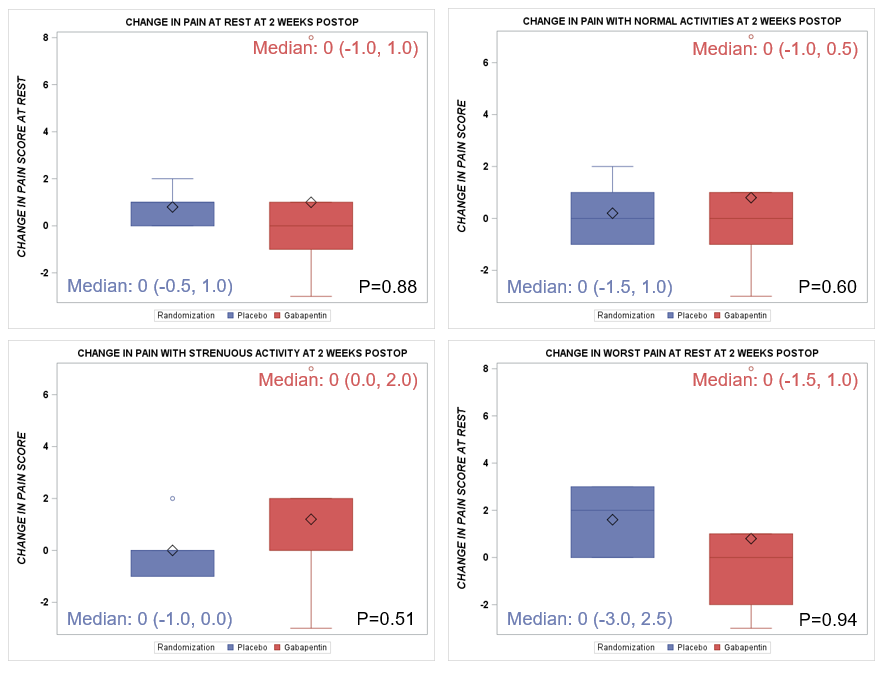 CHANGE IN PAIN AT REST AT 2 WEEKS POSTOP
CHANGE IN PAIN SCORE AT REST
8
6
4
2
0
-2
Median: 0 (-1.0, 1.0)
Median: 0 (-0.5, 1.0)
P=0.88
Randomization Placebo Gabapentin
CHANGE IN PAIN WITH NORMAL ACTIVITIES AT 2 WEEKS POSTOP
CHANGE IN PAIN SCORE
6
4
2
0
-2
Median: 0 (-1.0, 0.5)
Median: 0 (-1.5, 1.0)
P=0.60
Randomization Placebo Gabapentin
CHANGE IN PAIN WITH STRENUOUS ACTIVITY AT 2 WEEKS POSTOP
CHANGE IN PAIN SCORE
6
4
2
0
-2
Median: 0 (0.0, 2.0)
Median: 0 (-1.0, 0.0)
P=0.51
Randomization Placebo Gabapentin
CHANGE IN WORST PAIN AT REST AT 2 WEEKS POSTOP
CHANGE IN PAIN SCORE AT REST
8
6
4
2
0
-2
Median: 0 (-1.5, 1.0)
Median: 0 (-3.0, 2.5)
P=0.94
Randomization Placebo Gabapentin